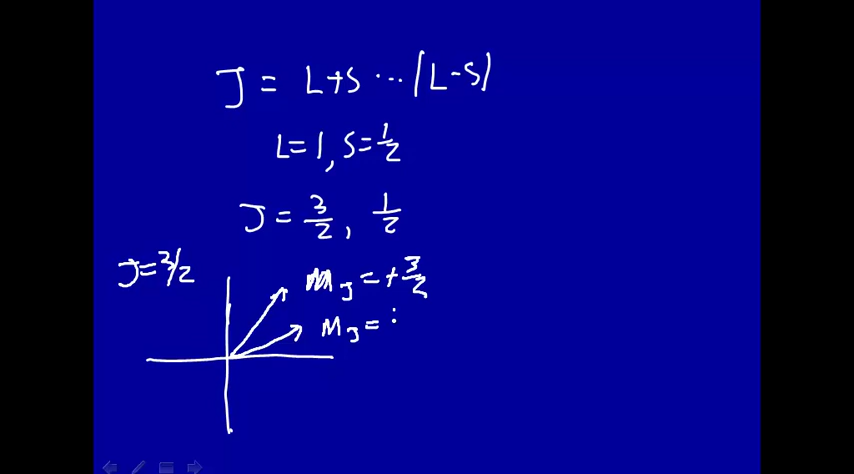 J = L+S ... |L-S|
L=1, S=1/2
J = 3/2, 1/2
J=3/2
M_J = +3/2
M_J =